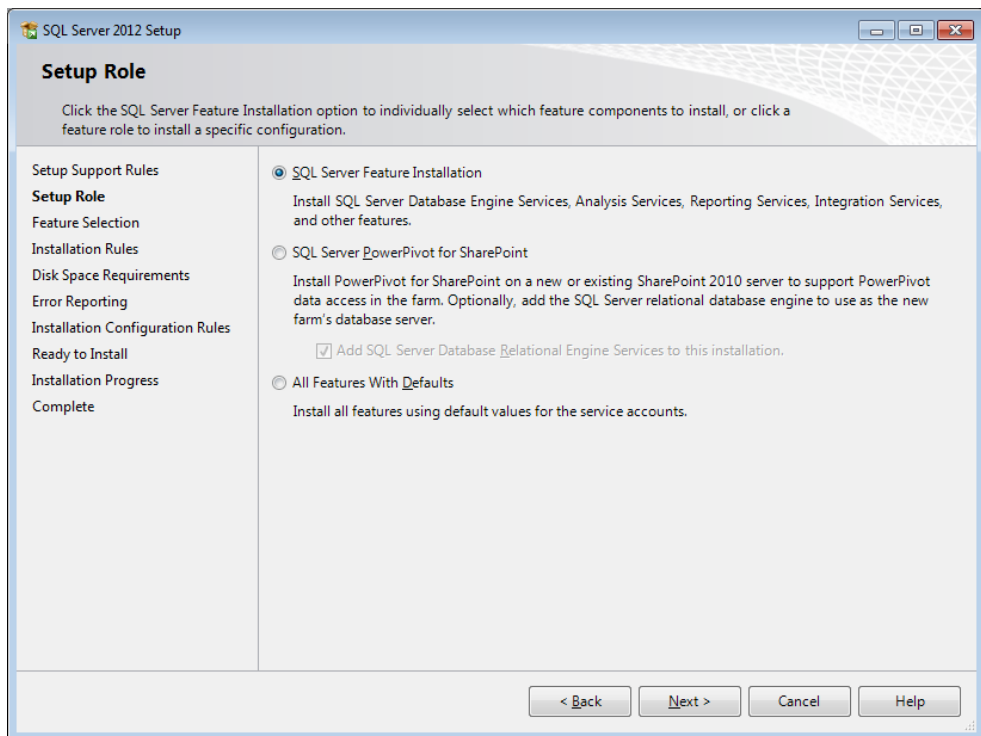 SQL Server 2012 Setup
Setup Role
Click the SQL Server Feature Installation option to individually select which feature components to install, or click a
feature role to install a specific configuration.
Setup Support Rules
Setup Role
Feature Selection
Installation Rules
Disk Space Requirements
Error Reporting
Installation Configuration Rules
Ready to Install
Installation Progress
Complete
SQL Server Feature Installation
Install SQL Server Database Engine Services, Analysis Services, Reporting Services, Integration Services,
and other features.
SQL Server PowerPivot for SharePoint
Install PowerPivot for SharePoint on a new or existing SharePoint 2010 server to support PowerPivot
data access in the farm. Optionally, add the SQL Server relational database engine to use as the new
farm's database server.
Add SQL Server Database Relational Engine Services to this installation.
All Features With Defaults
Install all features using default values for the service accounts.
< Back
Next >
Cancel
Help